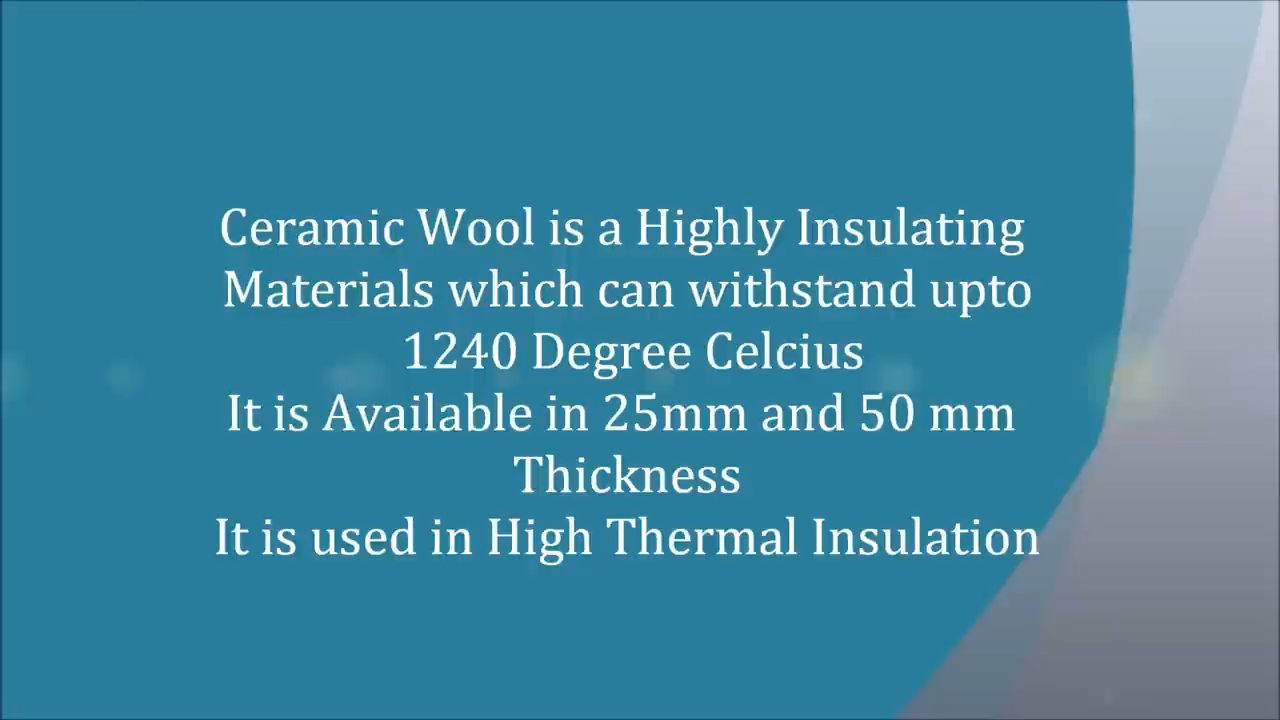 Ceramic Wool is a Highly Insulating
Materials which can withstand upto
1240 Degree Celcius
It is Available in 25mm and 50 mm
Thickness
It is used in High Thermal Insulation